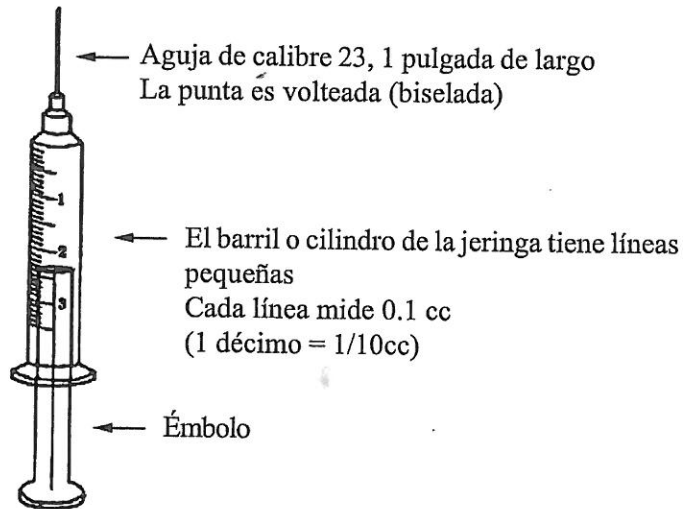 Aguja de calibre 23, 1 pulgada de largo
La punta es volteada (biselada)
1
2
3
El barril o cilindro de la jeringa tiene líneas
pequeñas
Cada línea mide 0.1 cc
(1 décimo = 1/10cc)
Émbolo